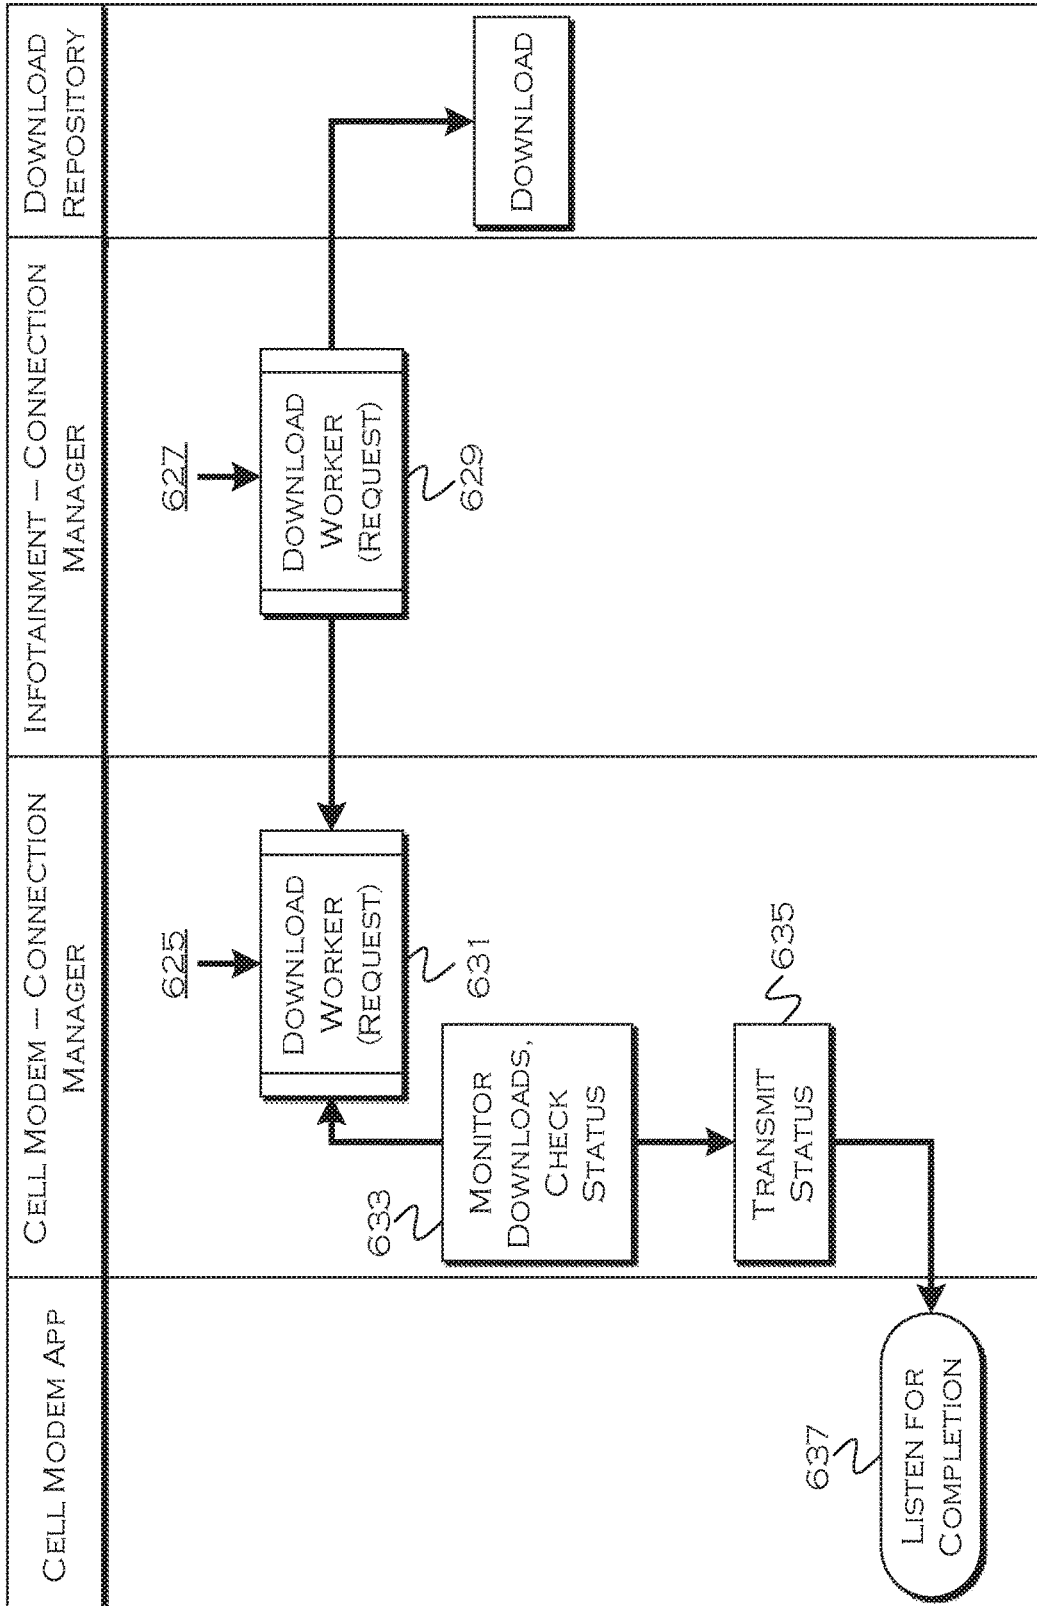 CELL MODEM APP
CELL MODEM – CONNECTION
MANAGER
INFOTAINMENT – CONNECTION
MANAGER
DOWNLOAD
REPOSITORY
625
DOWNLOAD
WORKER
(REQUEST)
631
627
DOWNLOAD
WORKER
(REQUEST)
629
DOWNLOAD
633
MONITOR
DOWNLOADS,
CHECK
STATUS
635
TRANSMIT
STATUS
637
LISTEN FOR
COMPLETION